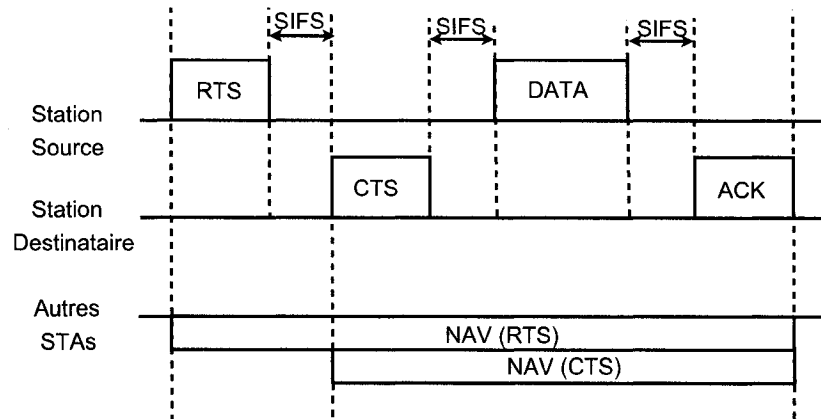 SIFS
SIFS
SIFS
RTS
DATA
Station
Source
CTS
ACK
Station
Destinataire
Autres
STAs
NAV (RTS)
NAV (CTS)